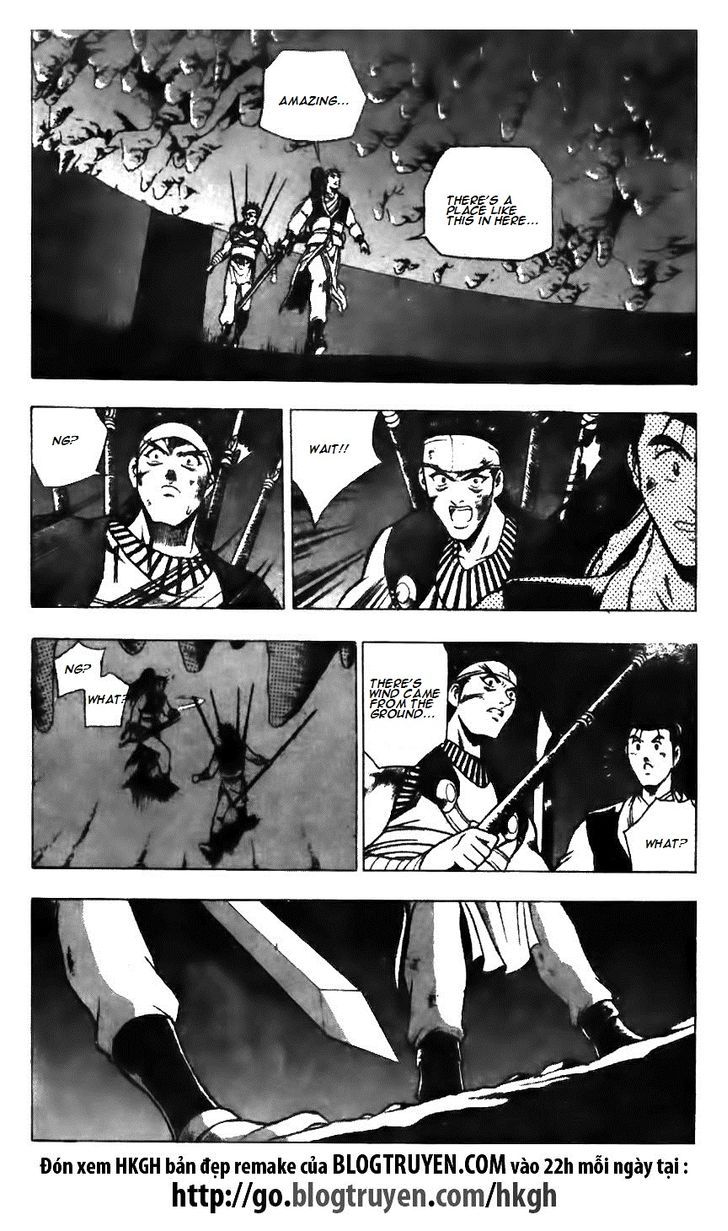 AMAZING...
THERE'S A
PLACE LIKE
THIS IN HERE...
NG?
WAIT!!
NG?
WHAT?
THERE'S
WIND CAME
FROM THE
GROUND...
WHAT?
Đón xem HKGH bản đẹp remake của BLOGTRUYEN.COM vào 22h mỗi ngày tại :
http://go.blogtruyen.com/hkgh